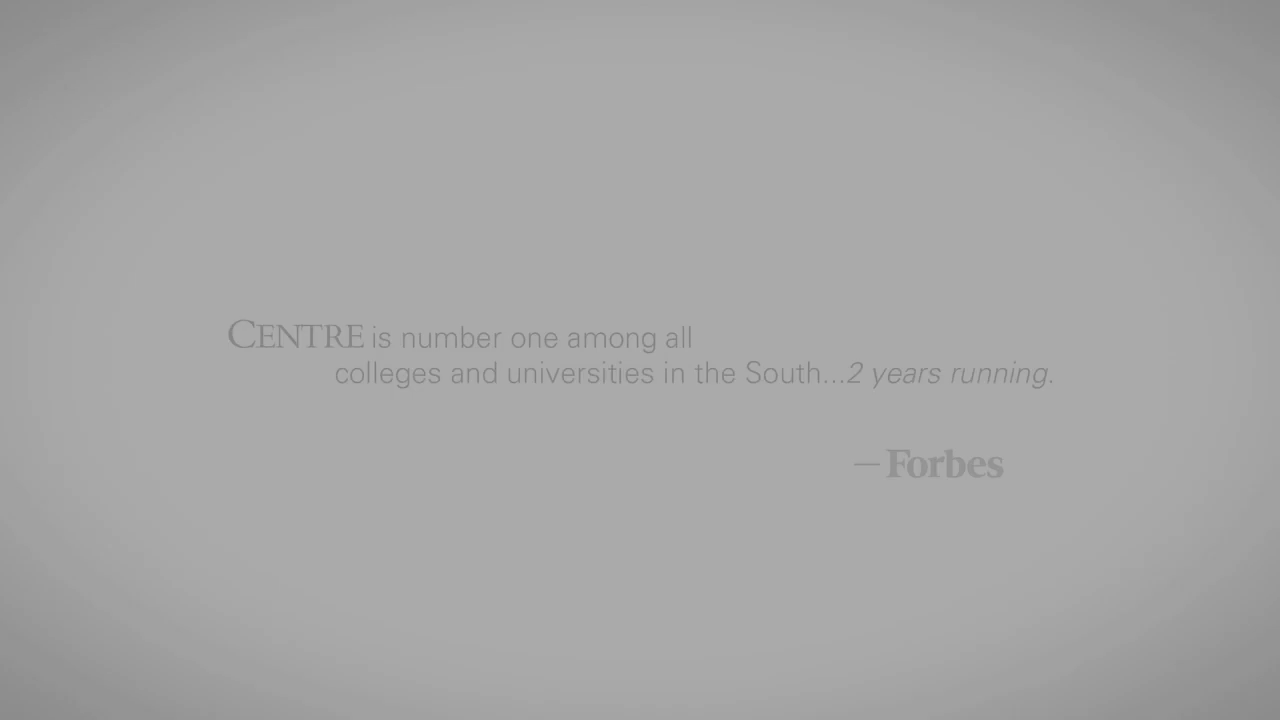 CENTRE is number one among all
colleges and universities in the South...2 years running.
—Forbes